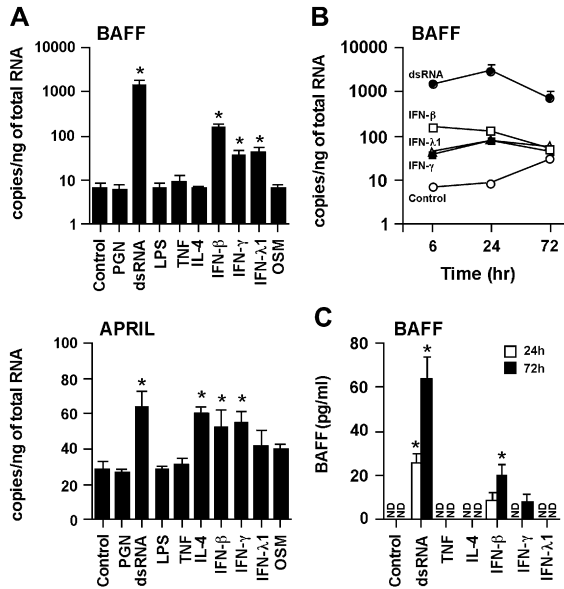 A
BAFF
copies/ng of total RNA
10000
1000
100
10
1
*
*
*
*
Control
PGN
dsRNA
LPS
TNF
IL-4
IFN-β
IFN-γ
IFN-λ1
OSM
APRIL
copies/ng of total RNA
100
80
60
40
20
0
*
*
*
*
Control
PGN
dsRNA
LPS
TNF
IL-4
IFN-β
IFN-γ
IFN-λ1
OSM
B
BAFF
copies/ng of total RNA
10000
1000
100
10
1
dsRNA
IFN-β
IFN-λ1
IFN-γ
Control
6 24 72
Time (hr)
C
BAFF
24h
72h
BAFF (pg/ml)
80
60
40
20
0
*
*
*
ND ND ND ND ND ND ND ND ND
Control
dsRNA
TNF
IL-4
IFN-β
IFN-γ
IFN-λ1